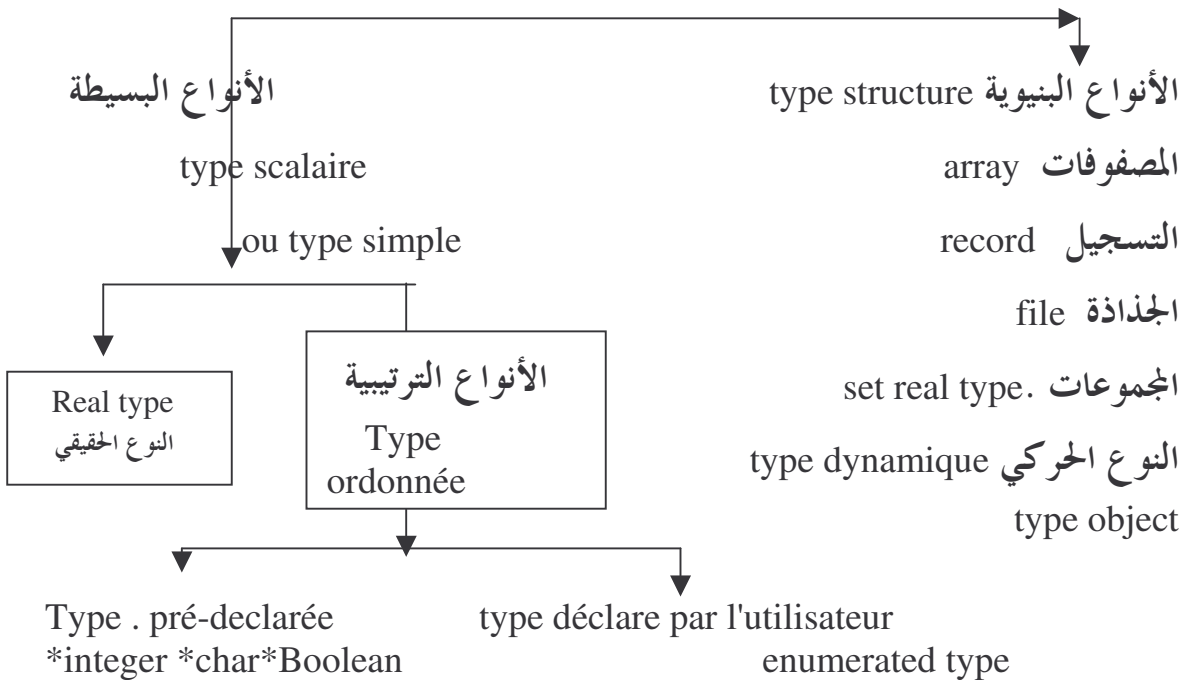 الأنواع البسيطة
type scalaire
ou type simple
الأنواع البنيوية type structure
المصفوفات array
التسجيل record
الجذاذة file
المجموعات .set real type
النوع الحركي type dynamique
type object
Real type
النوع الحقيقي
الأنواع الترتيبية
Type
ordonnée
Type . pré-declarée
*integer *char*Boolean
type déclare par l'utilisateur
enumerated type